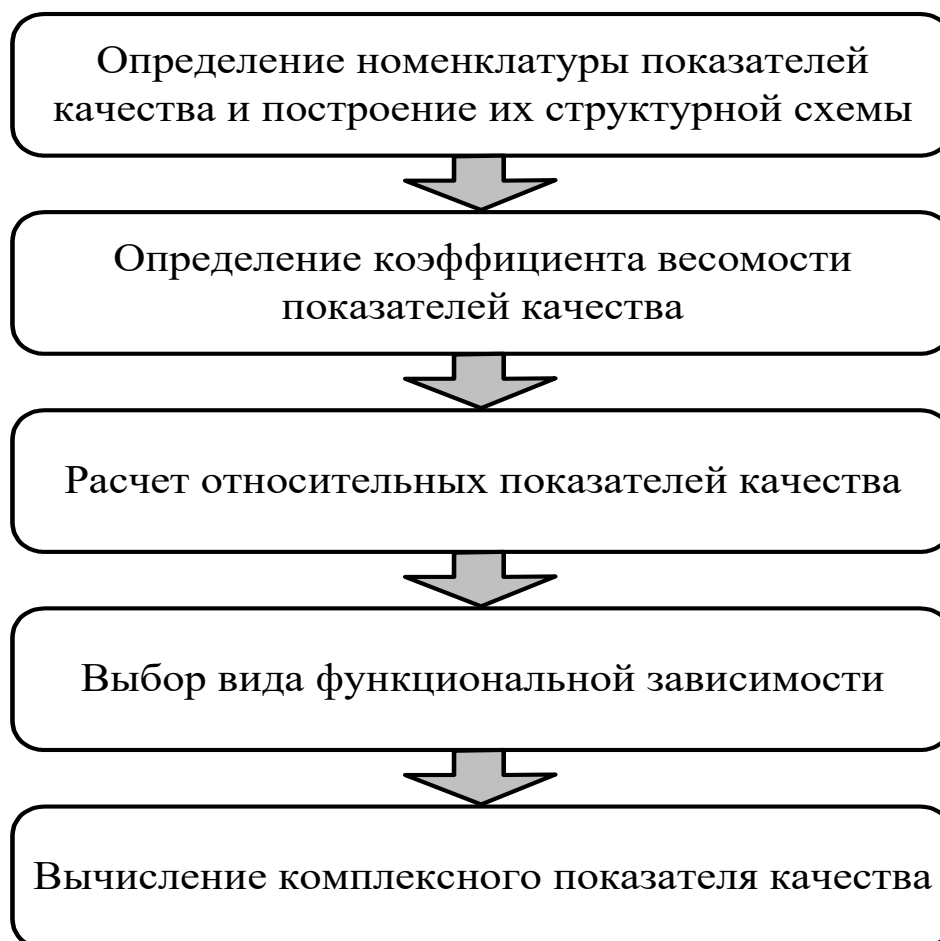 Определение номенклатуры показателей
качества и построение их структурной схемы
Определение коэффициента весомости
показателей качества
Расчет относительных показателей качества
Выбор вида функциональной зависимости
Вычисление комплексного показателя качества